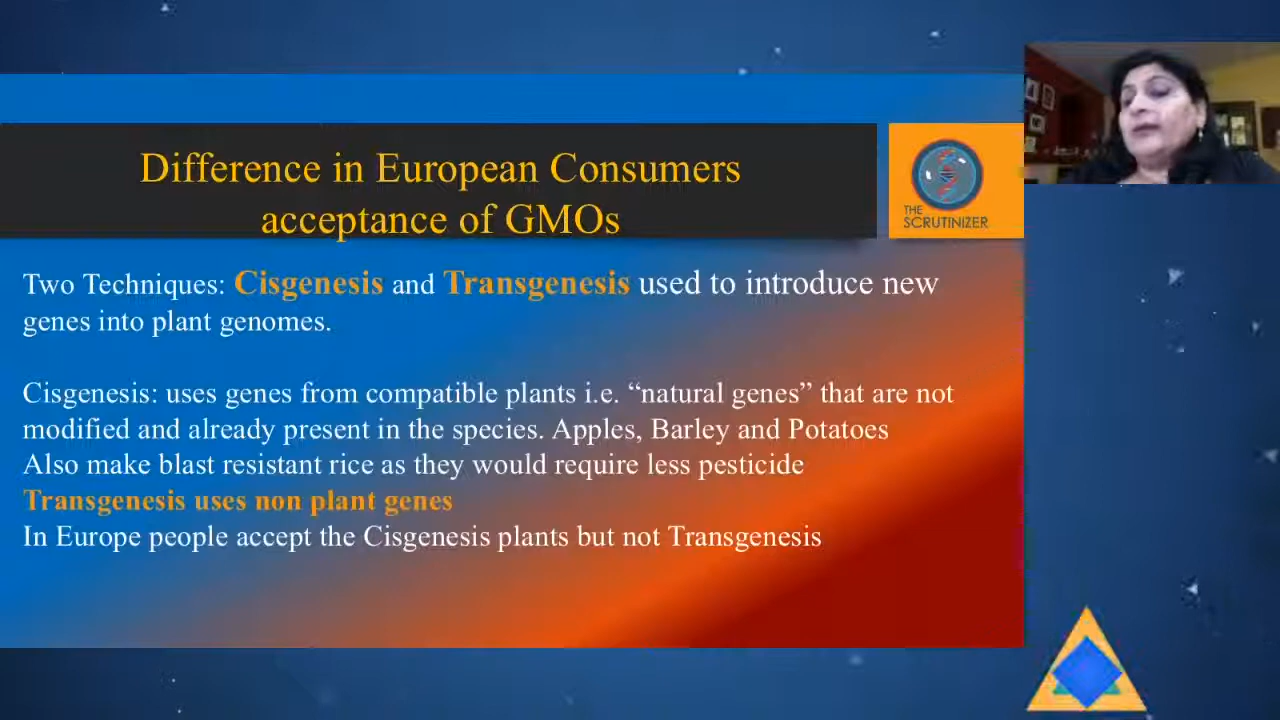 Difference in European Consumers
acceptance of GMOs
THE
SCRUTINIZER
Two Techniques: Cisgenesis and Transgenesis used to introduce new
genes into plant genomes.
Cisgenesis: uses genes from compatible plants i.e. “natural genes” that are not
modified and already present in the species. Apples, Barley and Potatoes
Also make blast resistant rice as they would require less pesticide
Transgenesis uses non plant genes
In Europe people accept the Cisgenesis plants but not Transgenesis